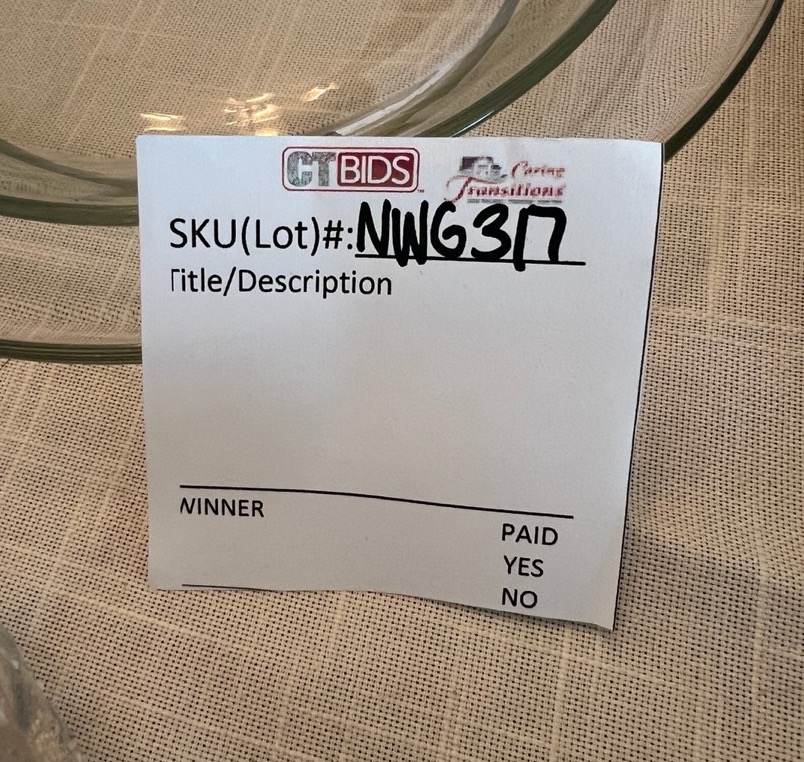 CTBIDS
Caring
Transitions
SKU(Lot)#:NWG317
Title/Description
WINNER
PAID
YES
NO